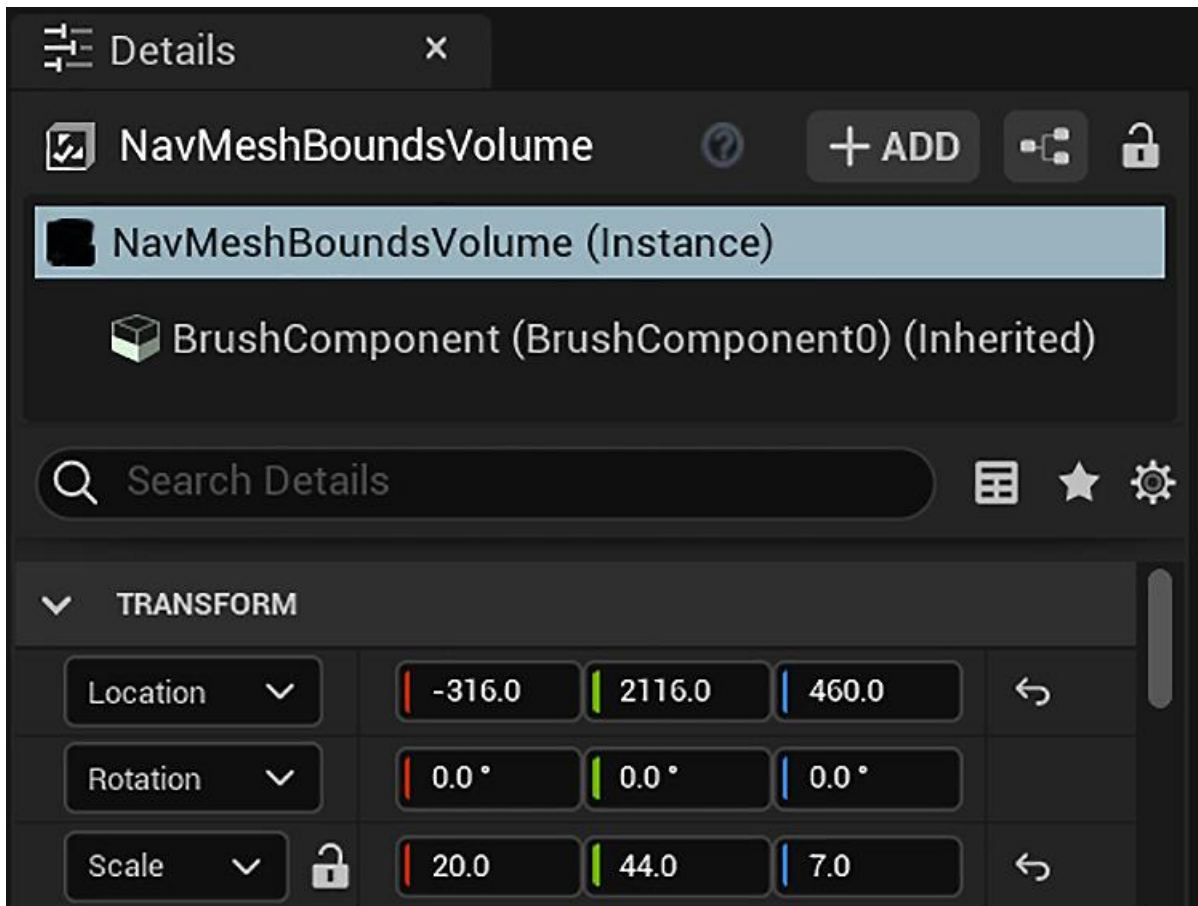 Details
NavMeshBoundsVolume + ADD
NavMeshBoundsVolume (Instance)
BrushComponent (BrushComponent0) (Inherited)
Search Details
TRANSFORM
Location -316.0 2116.0 460.0
Rotation 0.0° 0.0° 0.0°
Scale 20.0 44.0 7.0